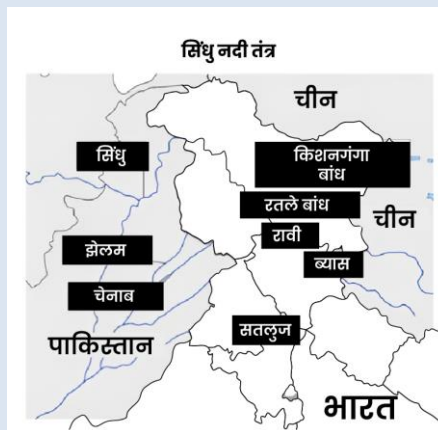 सिंधु नदी तंत्र
चीन
सिंधु
किशनगंगा
बांध
रतले बांध
चीन
रावी
झेलम
ब्यास
चेनाब
सतलुज
पाकिस्तान
भारत